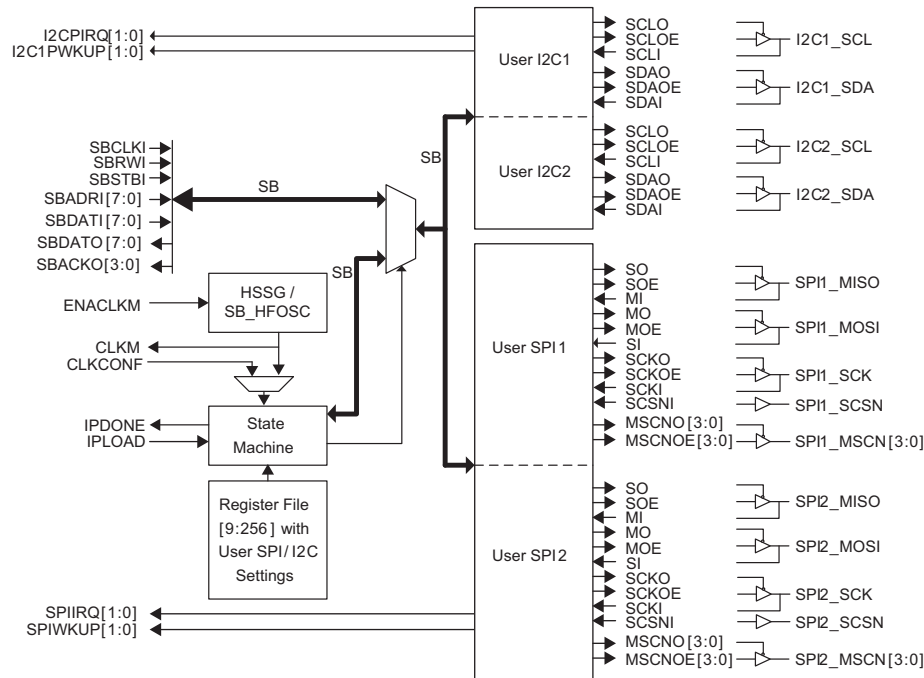 I2CPIRQ[1:0]
I2C1PWKUP[1:0]
SBCLKI
SBRWI
SBSTBI
SBADRI[7:0]
SBDATI[7:0]
SBDATO[7:0]
SBACKO[3:0]
ENACLKM
CLKM
CLKCONF
IPDONE
IPLOAD
SPIIRQ[1:0]
SPIWKUP[1:0]
SB
SB
SB
HSSG /
SB_HFOSC
State
Machine
Register File
[9:256] with
User SPI/I2C
Settings
User I2C1
User I2C2
User SPI1
User SPI2
SCLO
SCLOE
SCLI
I2C1_SCL
SDAO
SDAOE
SDAI
I2C1_SDA
SCLO
SCLOE
SCLI
I2C2_SCL
SDAO
SDAOE
SDAI
I2C2_SDA
SO
SOE
MI
SPI1_MISO
MO
MOE
SI
SPI1_MOSI
SCKO
SCKOE
SCKI
SPI1_SCK
SCSNI
SPI1_SCSN
MSCNO[3:0]
MSCNOE[3:0]
SPI1_MSCN[3:0]
SO
SOE
MI
SPI2_MISO
MO
MOE
SI
SPI2_MOSI
SCKO
SCKOE
SCKI
SPI2_SCK
SCSNI
SPI2_SCSN
MSCNO[3:0]
MSCNOE[3:0]
SPI2_MSCN[3:0]